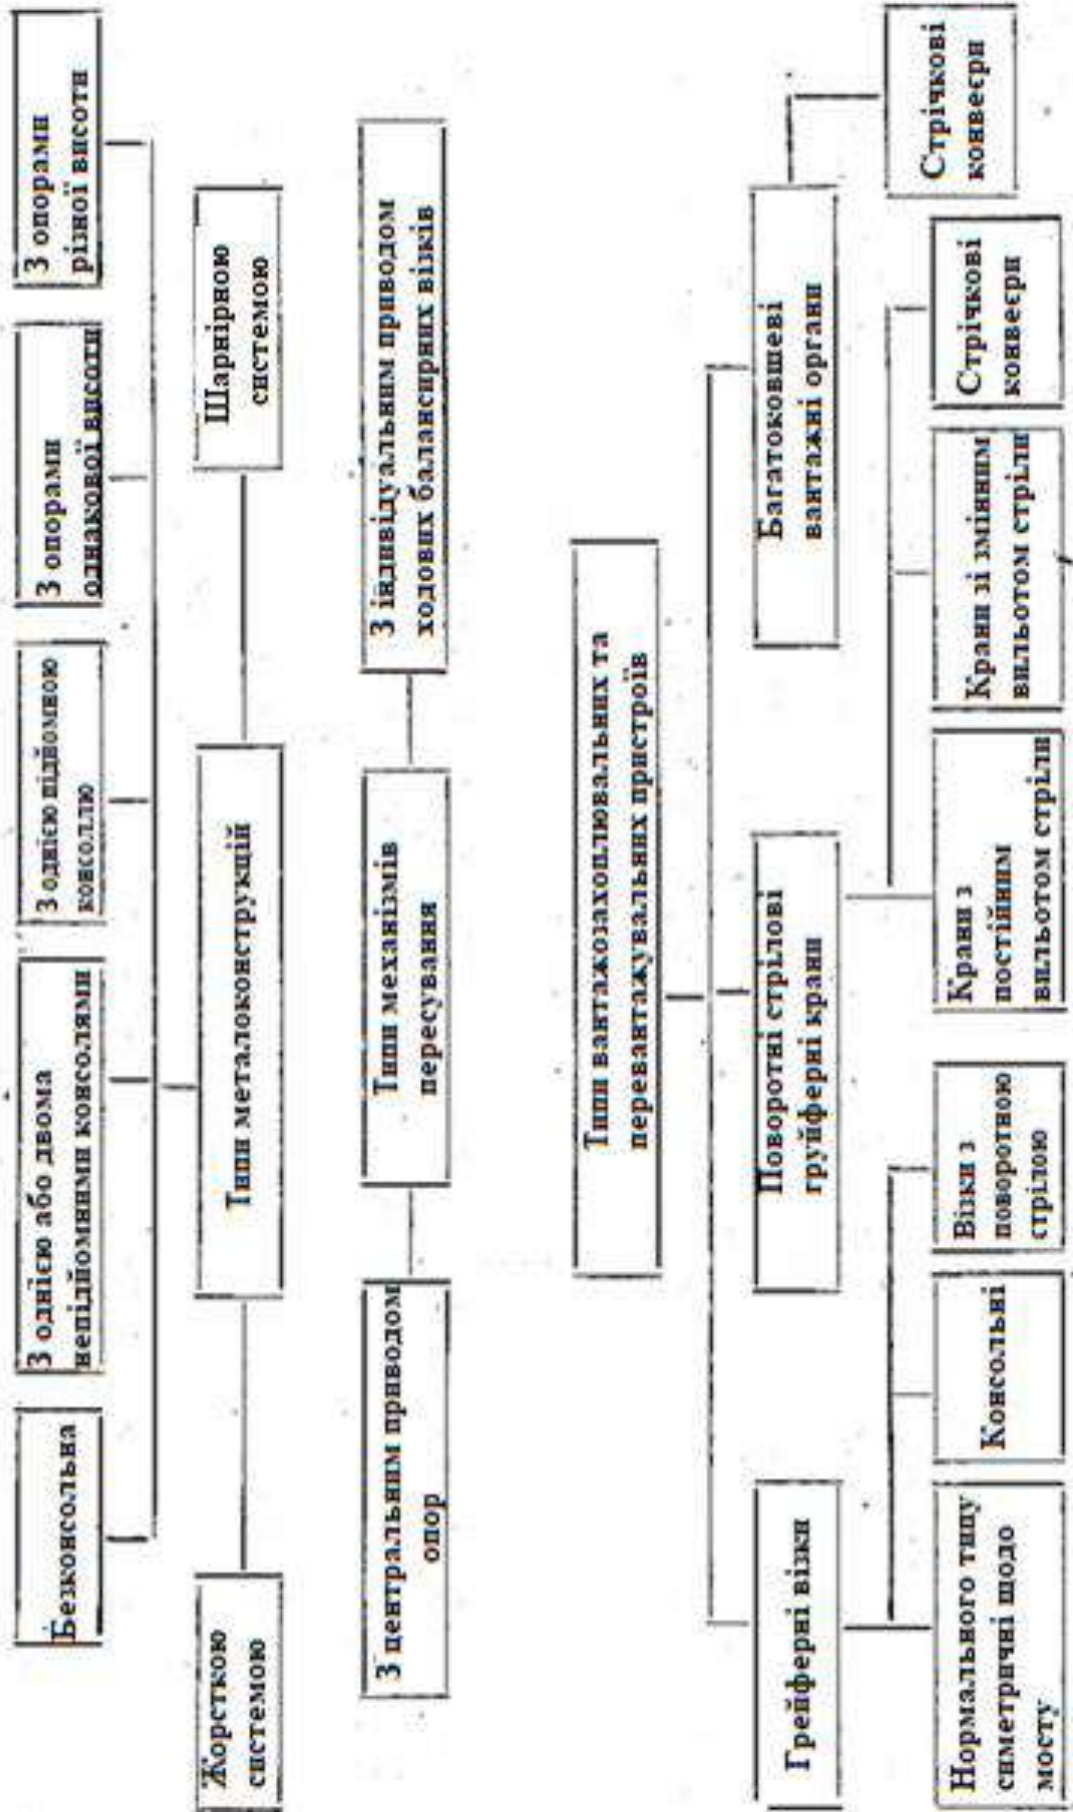 Безконсольна
З однією або двома
непідйомними консолями
З однією підйомною
консоллю
З опорами
однакової висоти
З опорами
різної висоти
Жорсткою
системою
Типи металоконструкцій
Шарнірною
системою
З центральним приводом
опор
Типи механізмів
пересування
З індивідуальним приводом
ходових балансирних візків
Типи вантажозахоплювальних та
перевантажувальних пристроїв
Грейферні візки
Поворотні стрілові
груйферні крани
Багатоковшеві
вантажні органи
Нормального типу
симетричні щодо
мосту
Консольні
Візки з
поворотною
стрілою
Крани з
постійним
вильотом стріли
Крани зі змінним
вильотом стріли
Стрічкові
конвеєри
Стрічкові
конвеєри